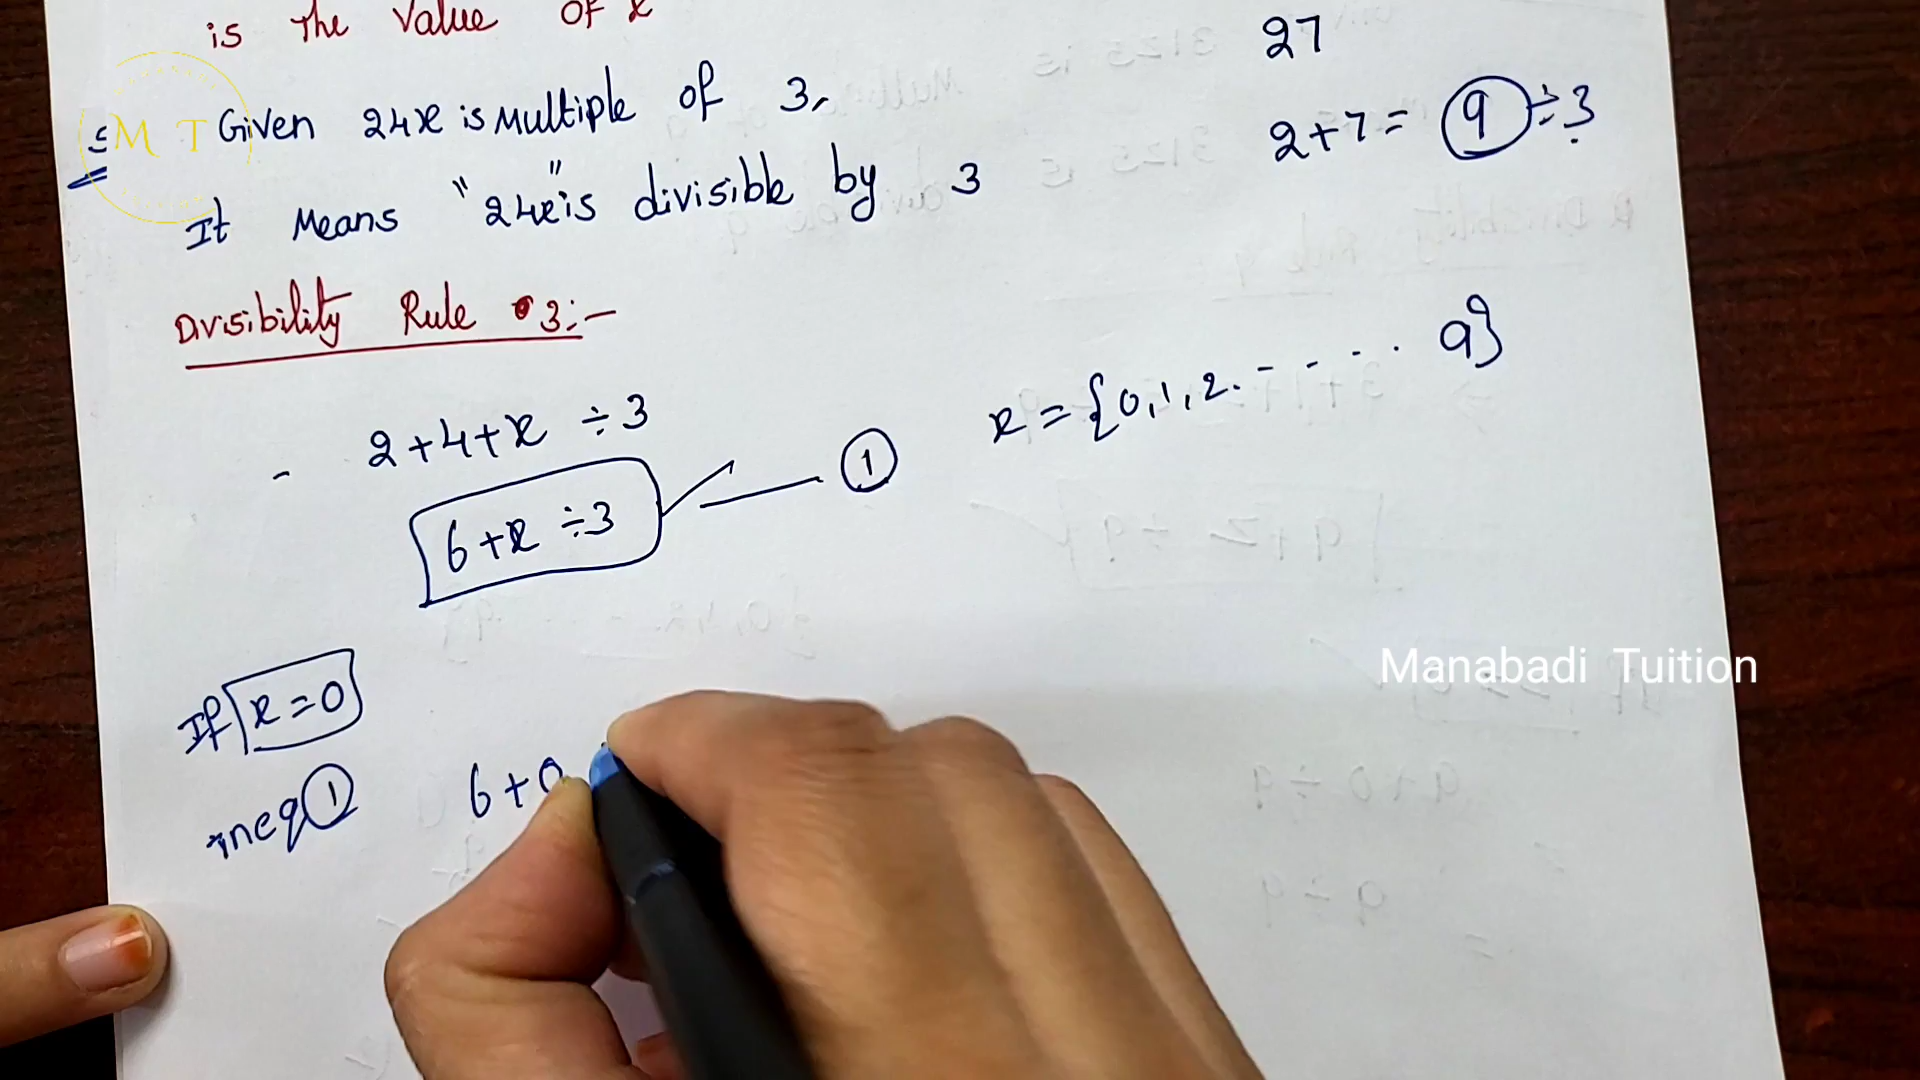 is the value of x
27
MT
Given 24x is multiple of 3.
2+7= 9 ÷3
It Means "24x" is divisible by 3
Divisibility Rule 3:-
x = {0,1,2. - - - . . 9}
- 2+4+x ÷3
6+x ÷3 — 1
Manabadi Tuition
If x=0
ineq 1 6+0